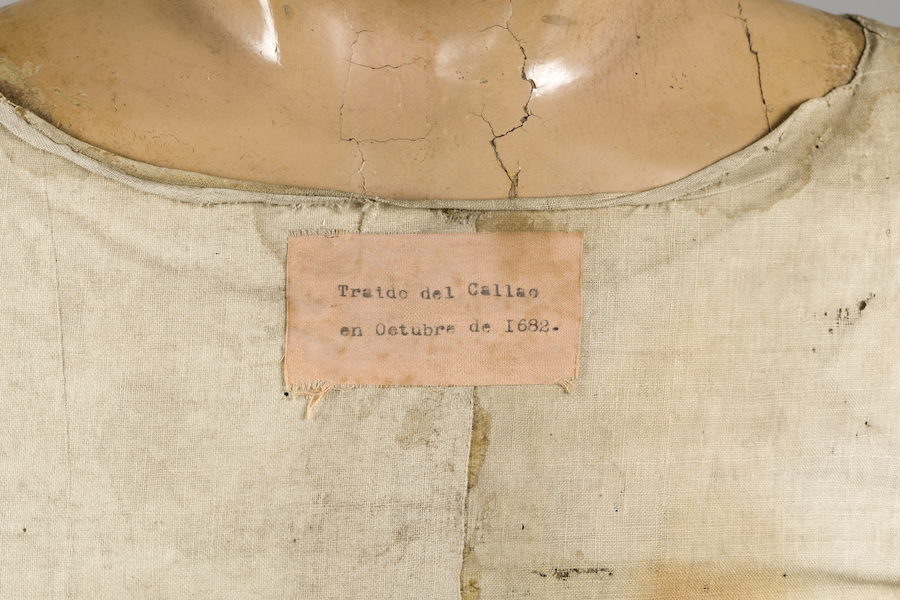 Traido del Callao
en Octubre de 1682.